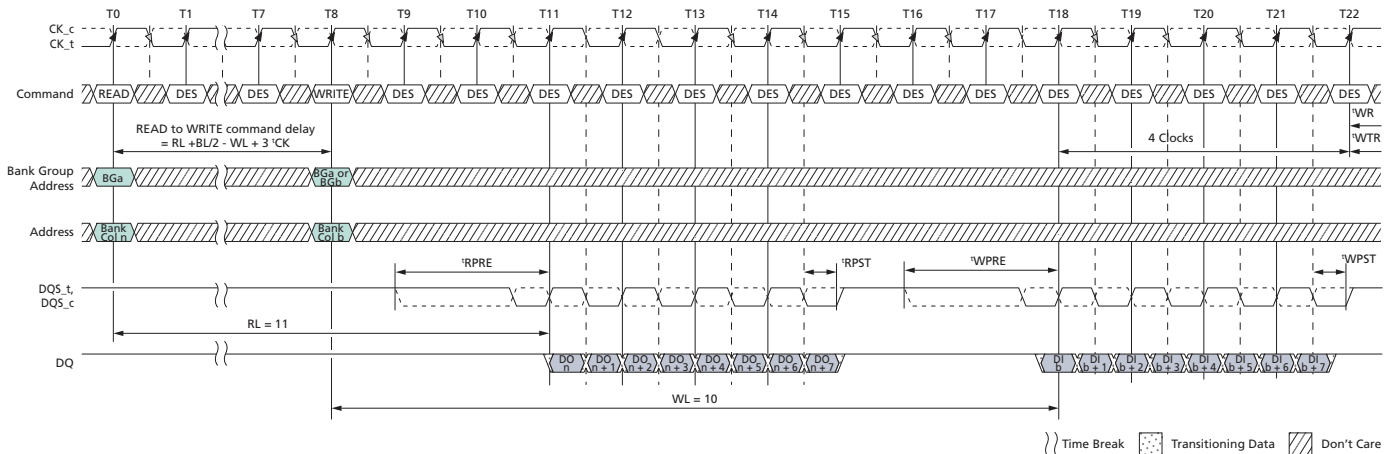 T0 T1 T7 T8 T9 T10 T11 T12 T13 T14 T15 T16 T17 T18 T19 T20 T21 T22
CK_c
CK_t
Command READ DES DES WRITE DES DES DES DES DES DES DES DES DES DES DES DES DES DES
tWR
READ to WRITE command delay
= RL +BL/2 - WL + 3 tCK
4 Clocks
tWTR
Bank Group
Address
BGa
BGa or
BGb
Address
Bank
Col n
Bank
Col b
tRPRE tRPST tWPRE tWPST
DQS_t,
DQS_c
RL = 11
DQ
DO
n
DO
n + 1
DO
n + 2
DO
n + 3
DO
n + 4
DO
n + 5
DO
n + 6
DO
n + 7
DI
b
DI
b + 1
DI
b + 2
DI
b + 3
DI
b + 4
DI
b + 5
DI
b + 6
DI
b + 7
WL = 10
Time Break Transitioning Data Don't Care